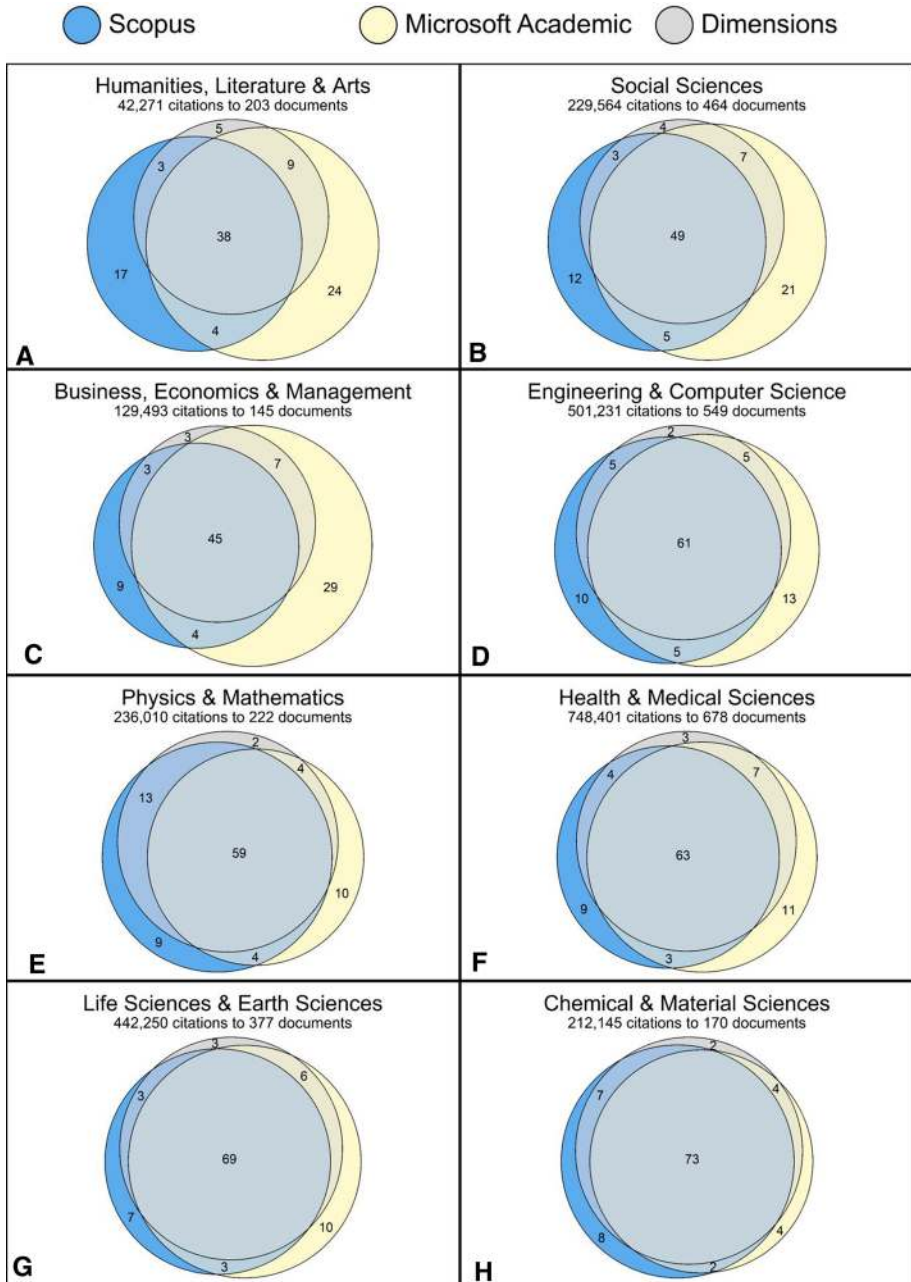 Scopus Microsoft Academic Dimensions
Humanities, Literature & Arts
42,271 citations to 203 documents
5
3
9
38
17
24
4
A
Social Sciences
229,564 citations to 464 documents
4
3
7
49
12
21
5
B
Business, Economics & Management
129,493 citations to 145 documents
3
3
7
45
9
29
4
C
Engineering & Computer Science
501,231 citations to 549 documents
2
5
5
61
10
13
5
D
Physics & Mathematics
236,010 citations to 222 documents
2
4
13
59
10
9
4
E
Health & Medical Sciences
748,401 citations to 678 documents
3
4
7
63
9
11
3
F
Life Sciences & Earth Sciences
442,250 citations to 377 documents
3
6
3
69
7
10
3
G
Chemical & Material Sciences
212,145 citations to 170 documents
2
4
7
73
4
8
2
H